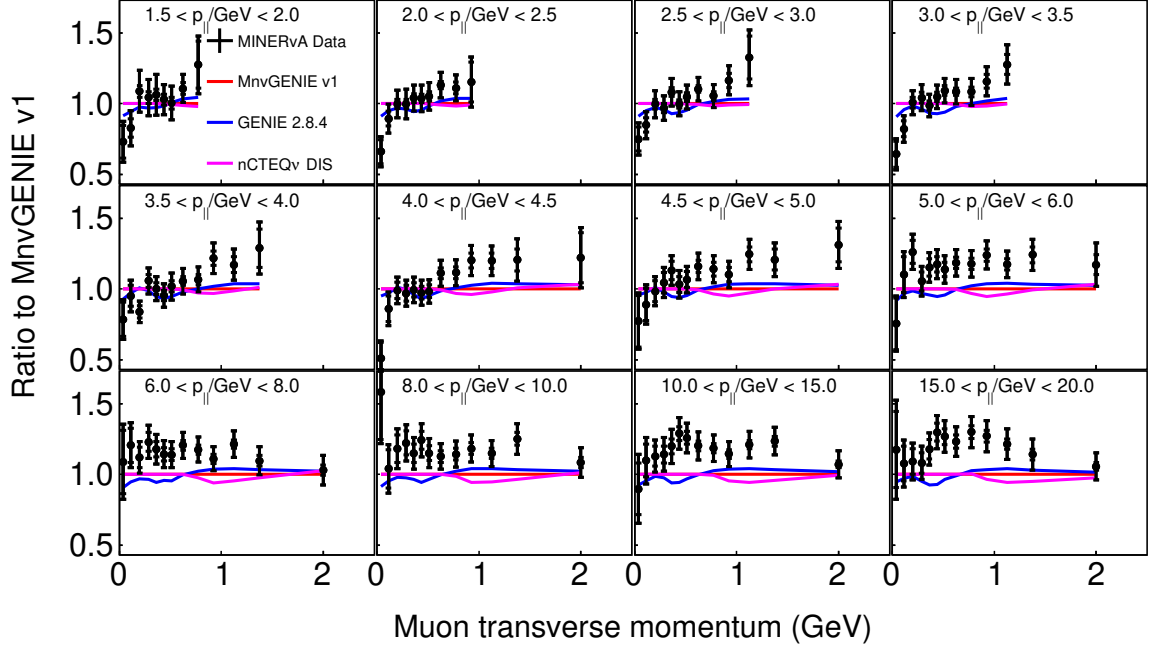 1.5 < p||/GeV < 2.0
2.0 < p||/GeV < 2.5
2.5 < p||/GeV < 3.0
3.0 < p||/GeV < 3.5
MINERvA Data
MnvGENIE v1
GENIE 2.8.4
nCTEQν DIS
1.5
1.0
0.5
3.5 < p||/GeV < 4.0
4.0 < p||/GeV < 4.5
4.5 < p||/GeV < 5.0
5.0 < p||/GeV < 6.0
1.5
1.0
0.5
6.0 < p||/GeV < 8.0
8.0 < p||/GeV < 10.0
10.0 < p||/GeV < 15.0
15.0 < p||/GeV < 20.0
1.5
1.0
0.5
0 1 2 0 1 2 0 1 2 0 1 2
Ratio to MnvGENIE v1
Muon transverse momentum (GeV)